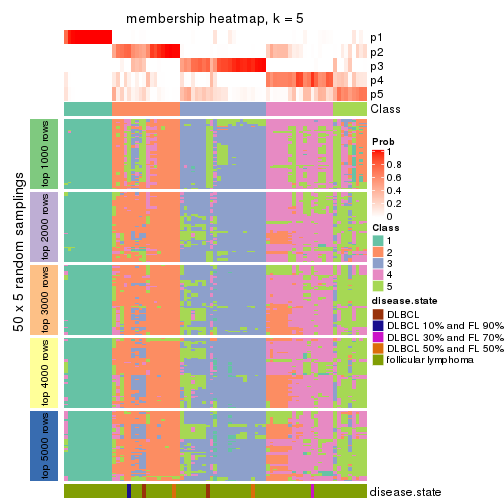 membership heatmap, k = 5
p1
p2
p3
p4
p5
Class
50 x 5 random samplings
top 1000 rows
top 2000 rows
top 3000 rows
top 4000 rows
top 5000 rows
Prob
1
0.8
0.6
0.4
0.2
0
Class
1
2
3
4
5
disease.state
DLBCL
DLBCL 10% and FL 90%
DLBCL 30% and FL 70%
DLBCL 50% and FL 50%
follicular lymphoma
disease.state